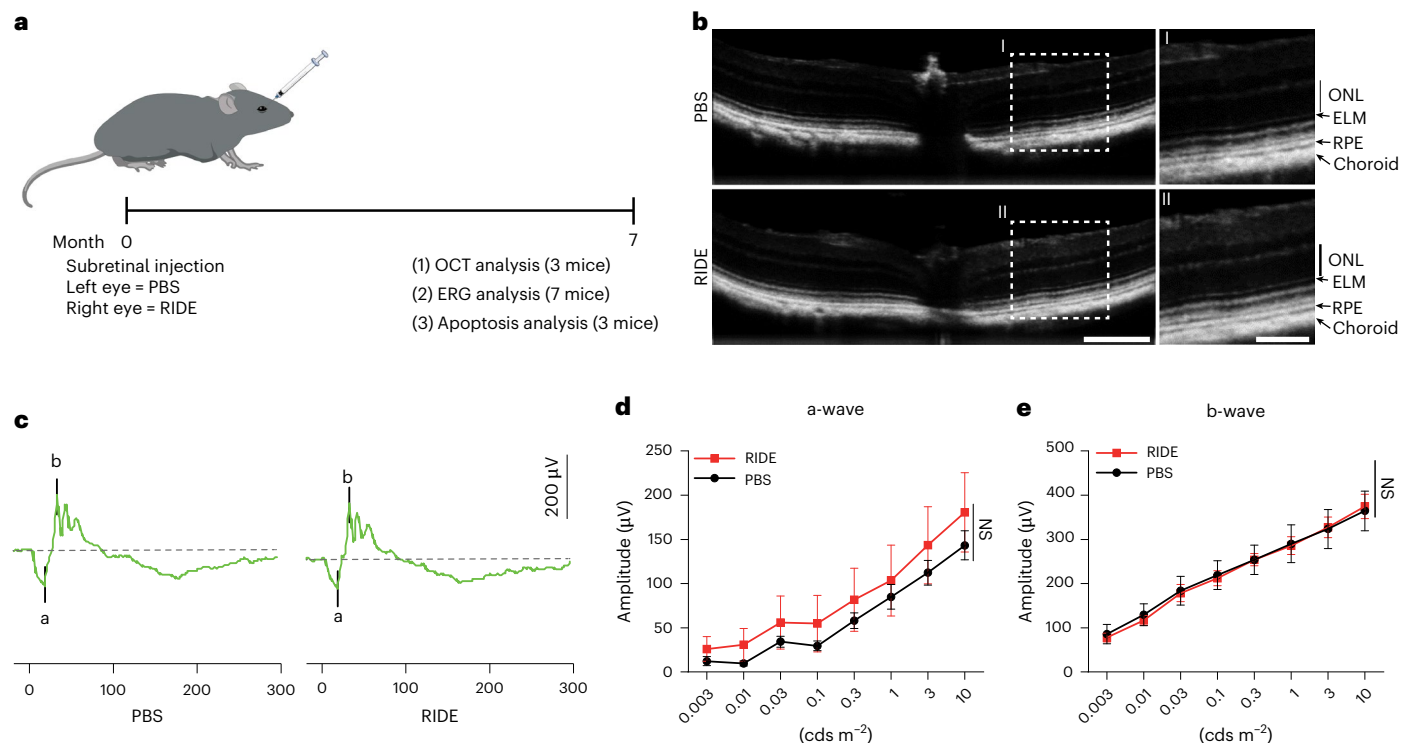 a
Month 0
7
Subretinal injection
Left eye = PBS
Right eye = RIDE
(1) OCT analysis (3 mice)
(2) ERG analysis (7 mice)
(3) Apoptosis analysis (3 mice)
b
PBS
I
I
ONL
ELM
RPE
Choroid
RIDE
II
II
ONL
ELM
RPE
Choroid
c
b
a
b
a
200 µV
0 100 200 300
PBS
0 100 200 300
RIDE
d
a-wave
RIDE
PBS
Amplitude (µV)
250
200
150
100
50
0
NS
0.003 0.01 0.03 0.1 0.3 1 3 10
(cds m⁻²)
e
b-wave
RIDE
PBS
Amplitude (µV)
500
400
300
200
100
0
NS
0.003 0.01 0.03 0.1 0.3 1 3 10
(cds m⁻²)